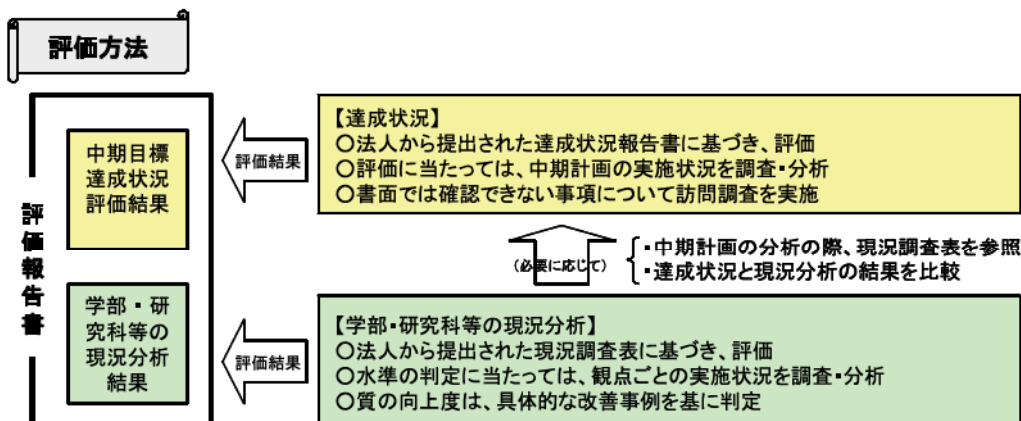 評価方法
評価報告書
中期目標
達成状況
評価結果
評価結果
【達成状況】
○法人から提出された達成状況報告書に基づき、評価
○評価に当たっては、中期計画の実施状況を調査・分析
○書面では確認できない事項について訪問調査を実施
(必要に応じて)
・中期計画の分析の際、現況調査表を参照
・達成状況と現況分析の結果を比較
学部・研
究科等の
現況分析
結果
評価結果
【学部・研究科等の現況分析】
○法人から提出された現況調査表に基づき、評価
○水準の判定に当たっては、観点ごとの実施状況を調査・分析
○質の向上度は、具体的な改善事例を基に判定